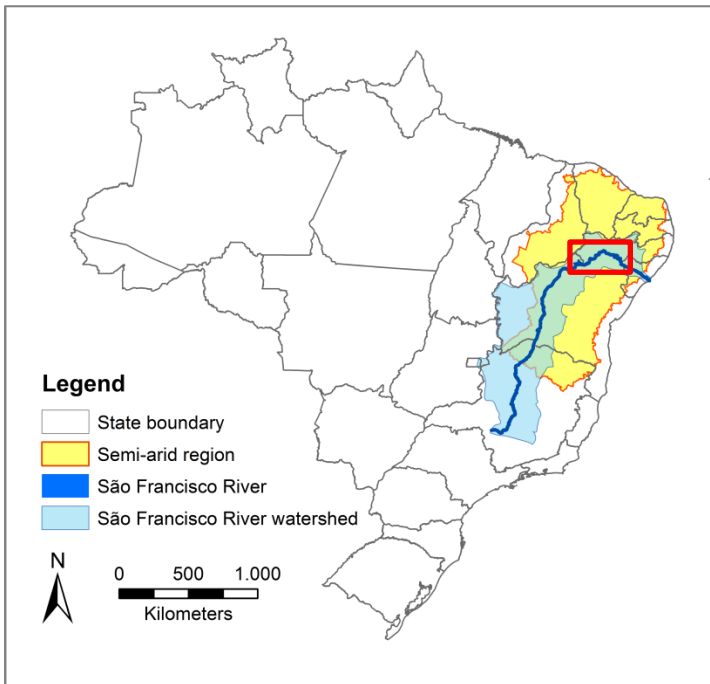 Legend
State boundary
Semi-arid region
São Francisco River
São Francisco River watershed
N
0 500 1.000
Kilometers